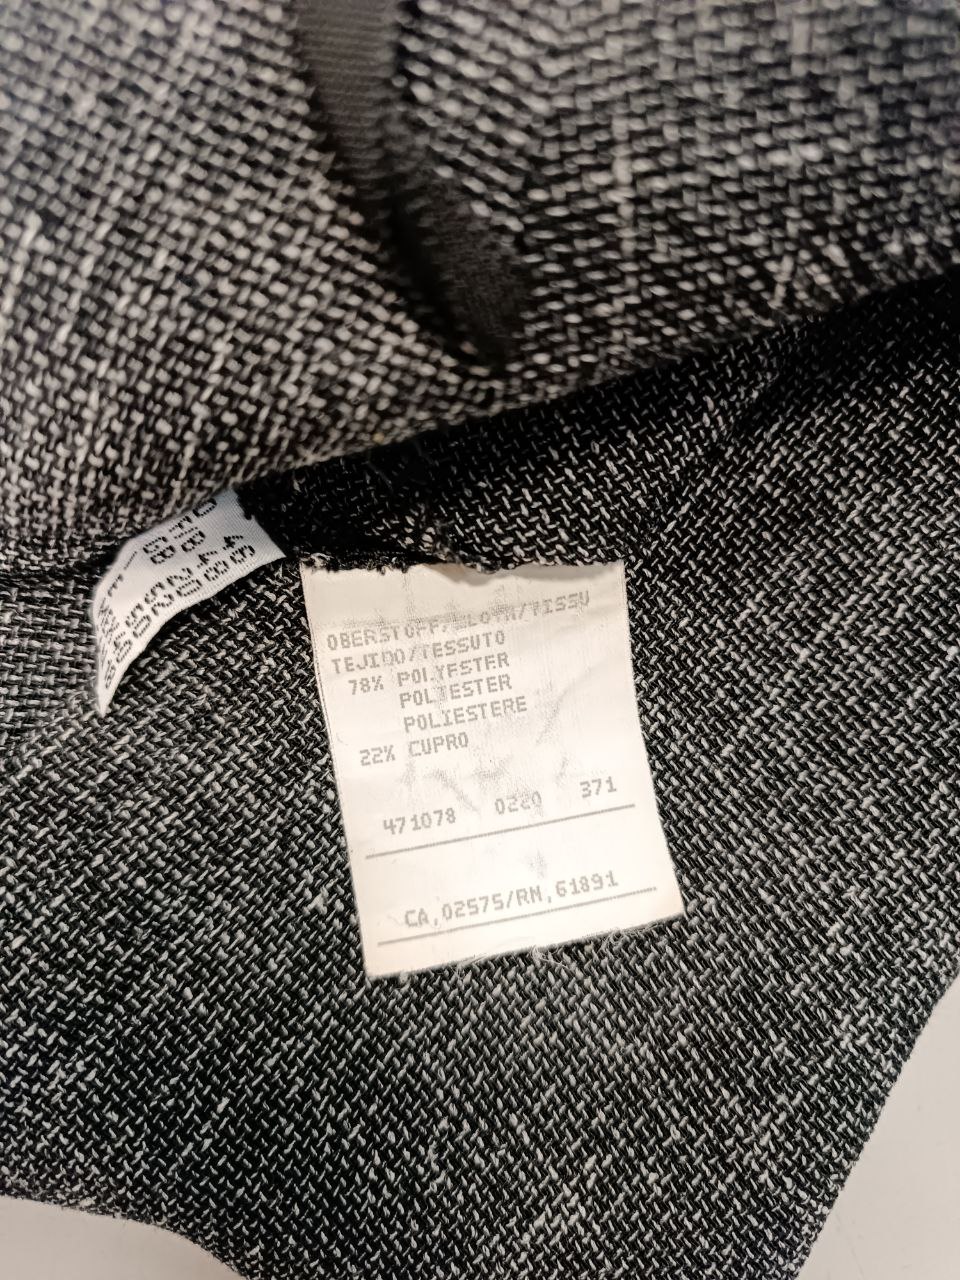 OBERSTOFF/CLOTH/TISSU
TEJIDO/TESSUTO
78% POLYESTER
POLIESTER
POLIESTERE
22% CUPRO
471078 0220 371
CA,02575/RN,61891